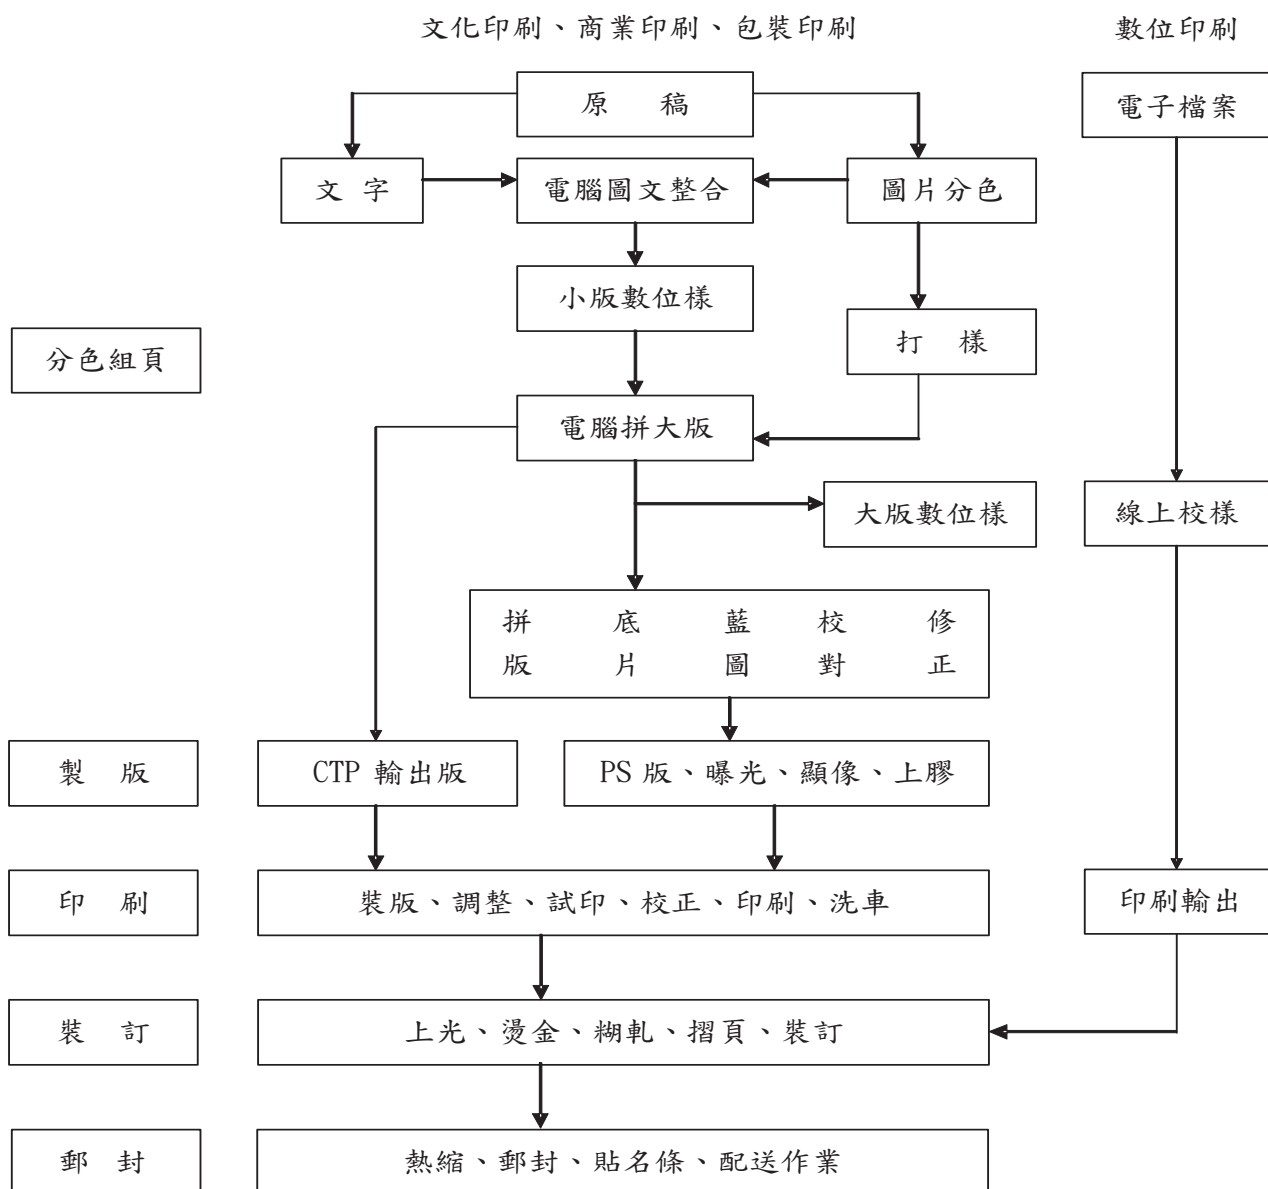 文化印刷、商業印刷、包裝印刷
數位印刷
原 稿
電子檔案
文 字
電腦圖文整合
圖片分色
小版數位樣
打 樣
分色組頁
電腦拼大版
大版數位樣
線上校樣
拼 底 藍 校 修
版 片 圖 對 正
製 版
CTP 輸出版
PS 版、曝光、顯像、上膠
印 刷
裝版、調整、試印、校正、印刷、洗車
印刷輸出
裝 訂
上光、燙金、糊軋、摺頁、裝訂
郵 封
熱縮、郵封、貼名條、配送作業